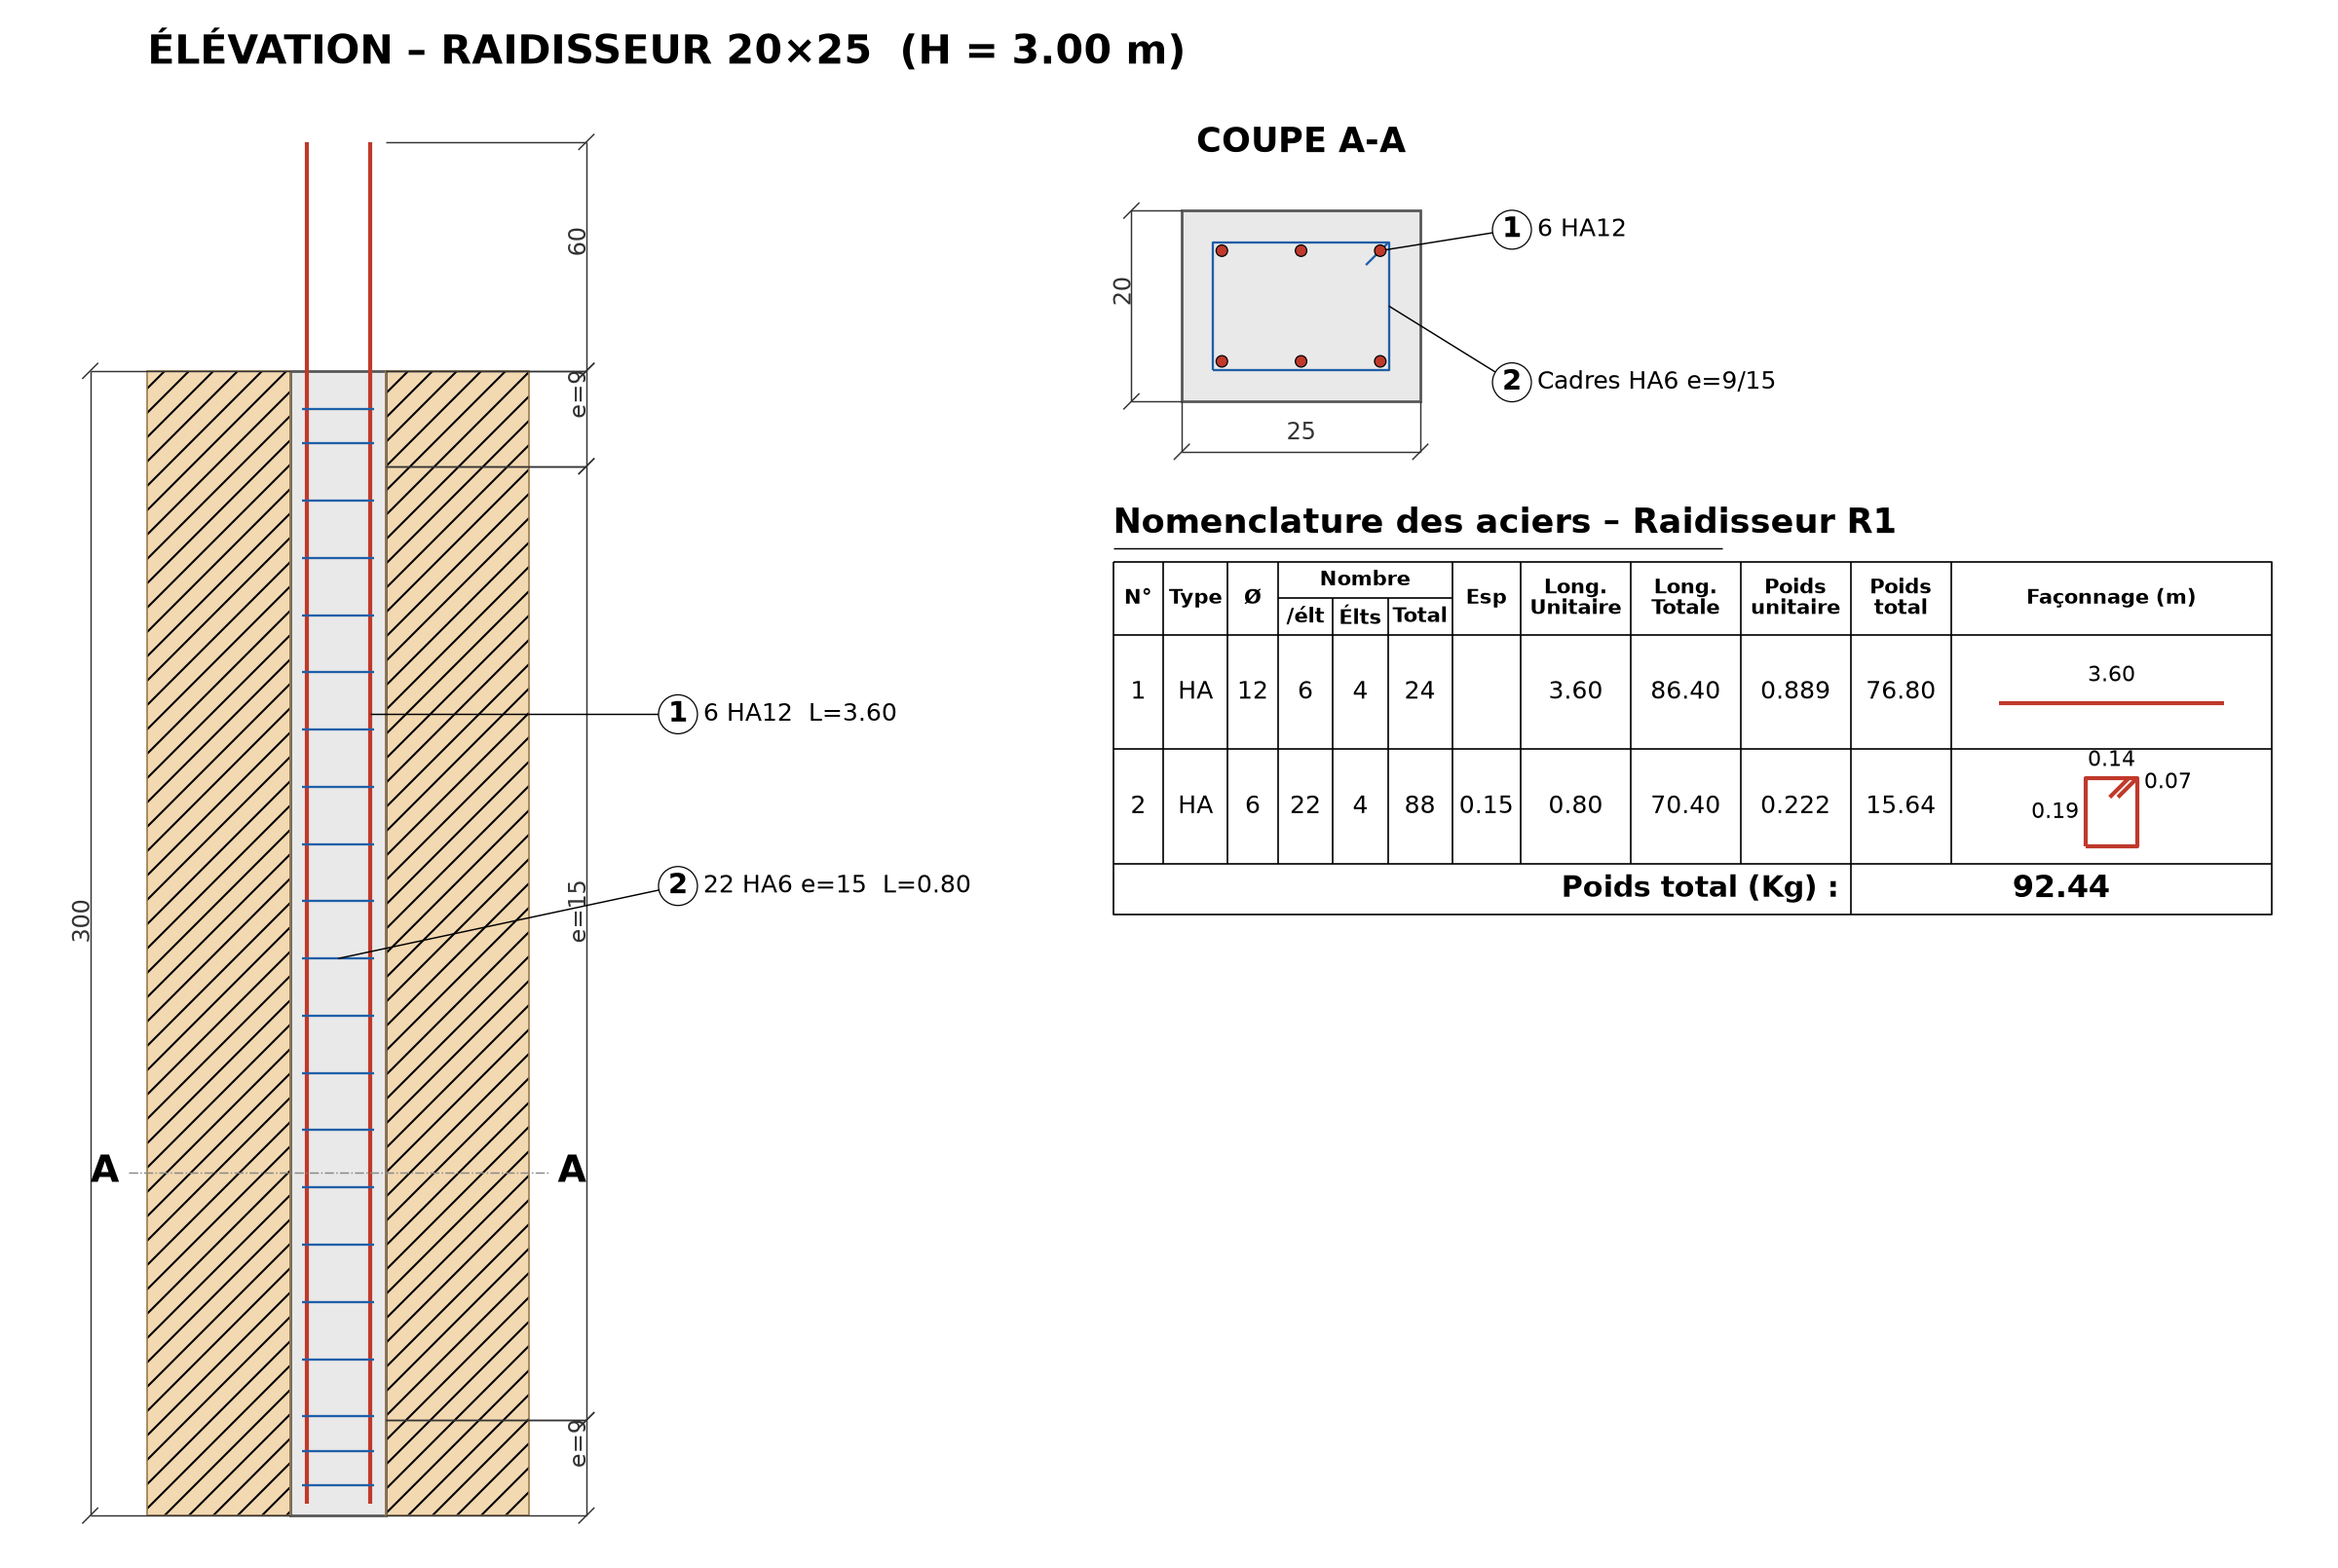 ÉLÉVATION – RAIDISSEUR 20×25 (H = 3.00 m)
60
e=9
300
1 6 HA12 L=3.60
2 22 HA6 e=15 L=0.80
e=15
A A
e=9
COUPE A-A
1 6 HA12
20
2 Cadres HA6 e=9/15
25
Nomenclature des aciers – Raidisseur R1
N° Type Ø Nombre Esp Long. Unitaire Long. Totale Poids unitaire Poids total Façonnage (m)
/élt Élts Total
1 HA 12 6 4 24 3.60 86.40 0.889 76.80 3.60
2 HA 6 22 4 88 0.15 0.80 70.40 0.222 15.64 0.14 0.07 0.19
Poids total (Kg) : 92.44